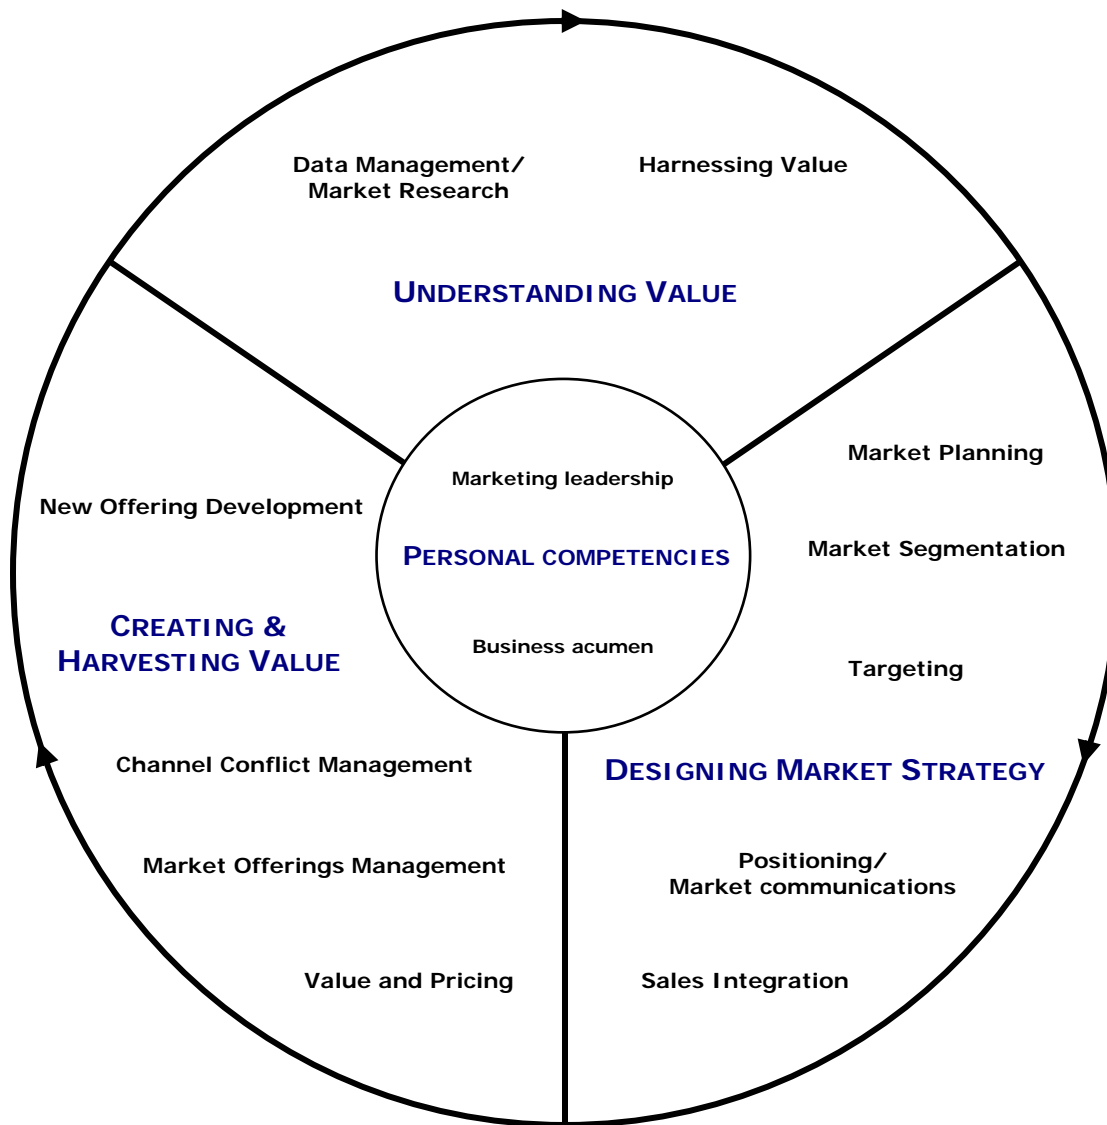 Data Management/
Market Research
Harnessing Value
UNDERSTANDING VALUE
Market Planning
Market Segmentation
Targeting
DESIGNING MARKET STRATEGY
Positioning/
Market communications
Sales Integration
New Offering Development
CREATING &
HARVESTING VALUE
Channel Conflict Management
Market Offerings Management
Value and Pricing
Marketing leadership
PERSONAL COMPETENCIES
Business acumen